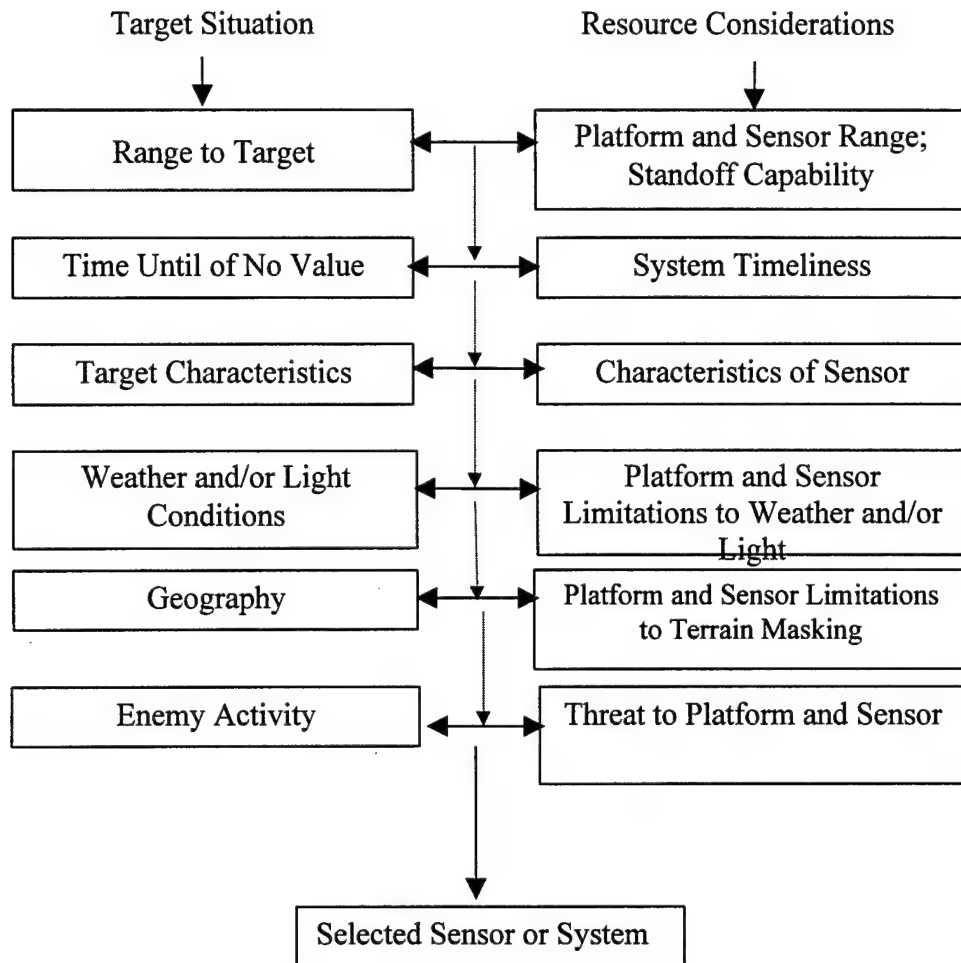 Target Situation
Resource Considerations
Range to Target
Platform and Sensor Range;
Standoff Capability
Time Until of No Value
System Timeliness
Target Characteristics
Characteristics of Sensor
Weather and/or Light
Conditions
Platform and Sensor
Limitations to Weather and/or
Light
Geography
Platform and Sensor Limitations
to Terrain Masking
Enemy Activity
Threat to Platform and Sensor
Selected Sensor or System